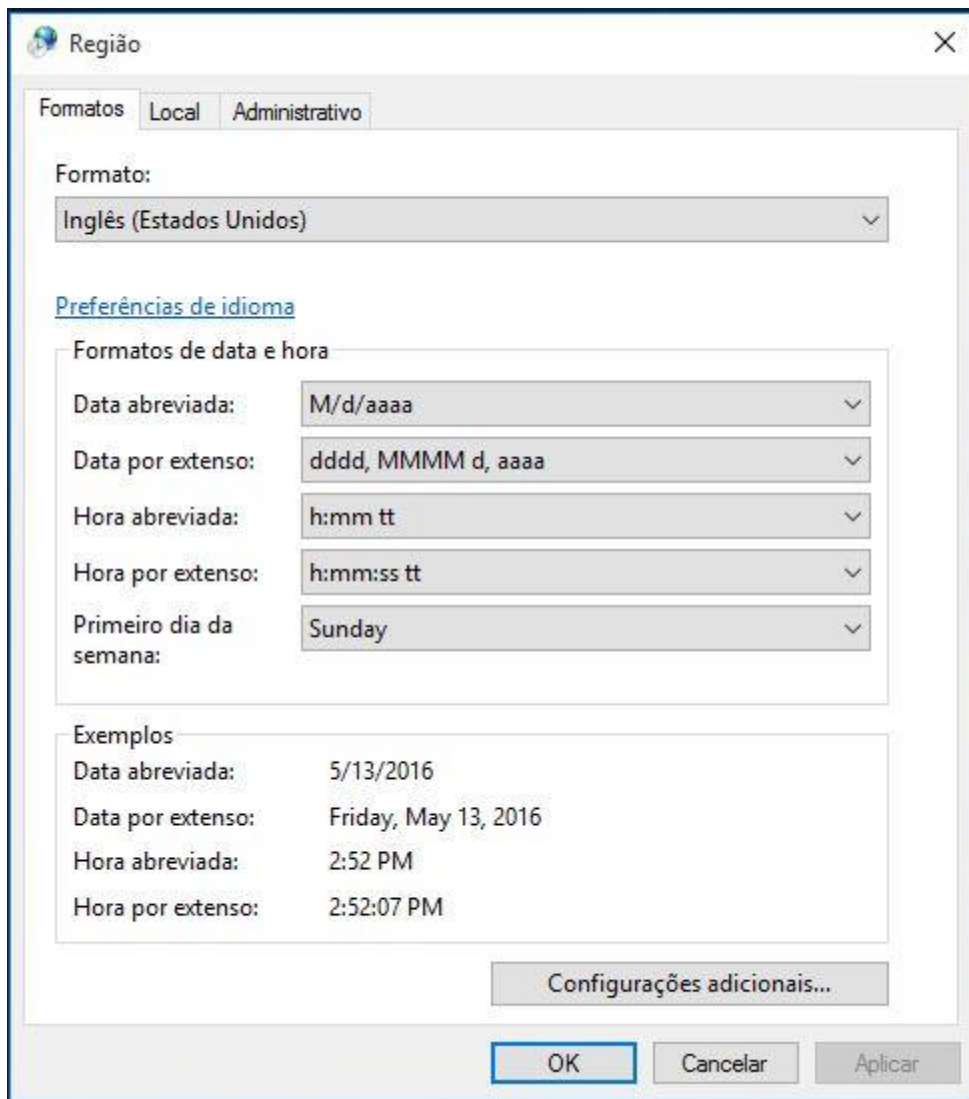 Região
Formatos Local Administrativo
Formato:
Inglês (Estados Unidos)
Preferências de idioma
Formatos de data e hora
Data abreviada: M/d/aaaa
Data por extenso: dddd, MMMM d, aaaa
Hora abreviada: h:mm tt
Hora por extenso: h:mm:ss tt
Primeiro dia da
semana: Sunday
Exemplos
Data abreviada: 5/13/2016
Data por extenso: Friday, May 13, 2016
Hora abreviada: 2:52 PM
Hora por extenso: 2:52:07 PM
Configurações adicionais...
OK Cancelar Aplicar